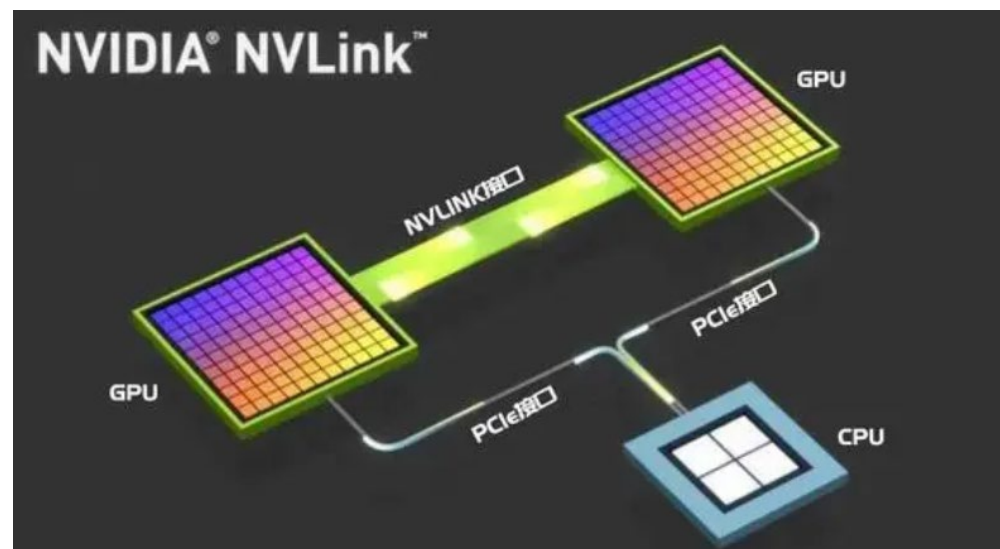 NVIDIA® NVLink™
GPU
NVLINK接口
PCIe接口
GPU
PCIe接口
CPU